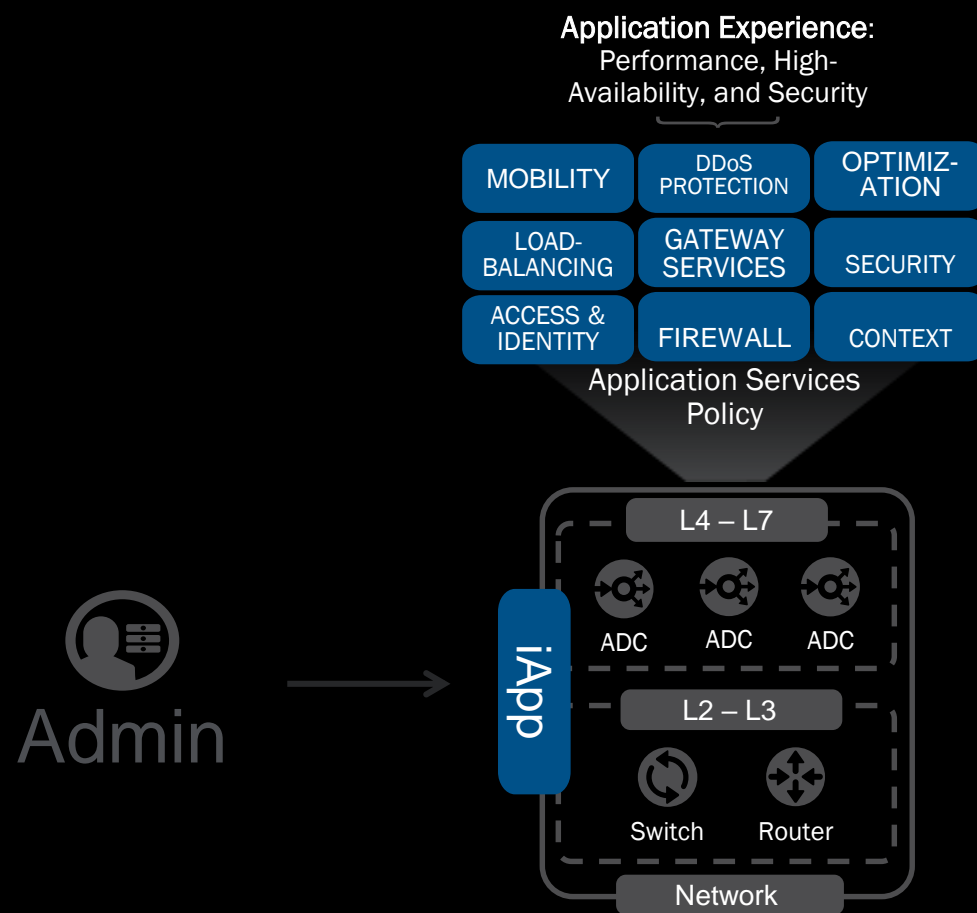 Application Experience:
Performance, High-
Availability, and Security
MOBILITY
DDoS
PROTECTION
OPTIMIZ-
ATION
LOAD-
BALANCING
GATEWAY
SERVICES
SECURITY
ACCESS &
IDENTITY
FIREWALL
CONTEXT
Application Services
Policy
L4 – L7
ADC
ADC
ADC
iApp
Admin
L2 – L3
Switch
Router
Network